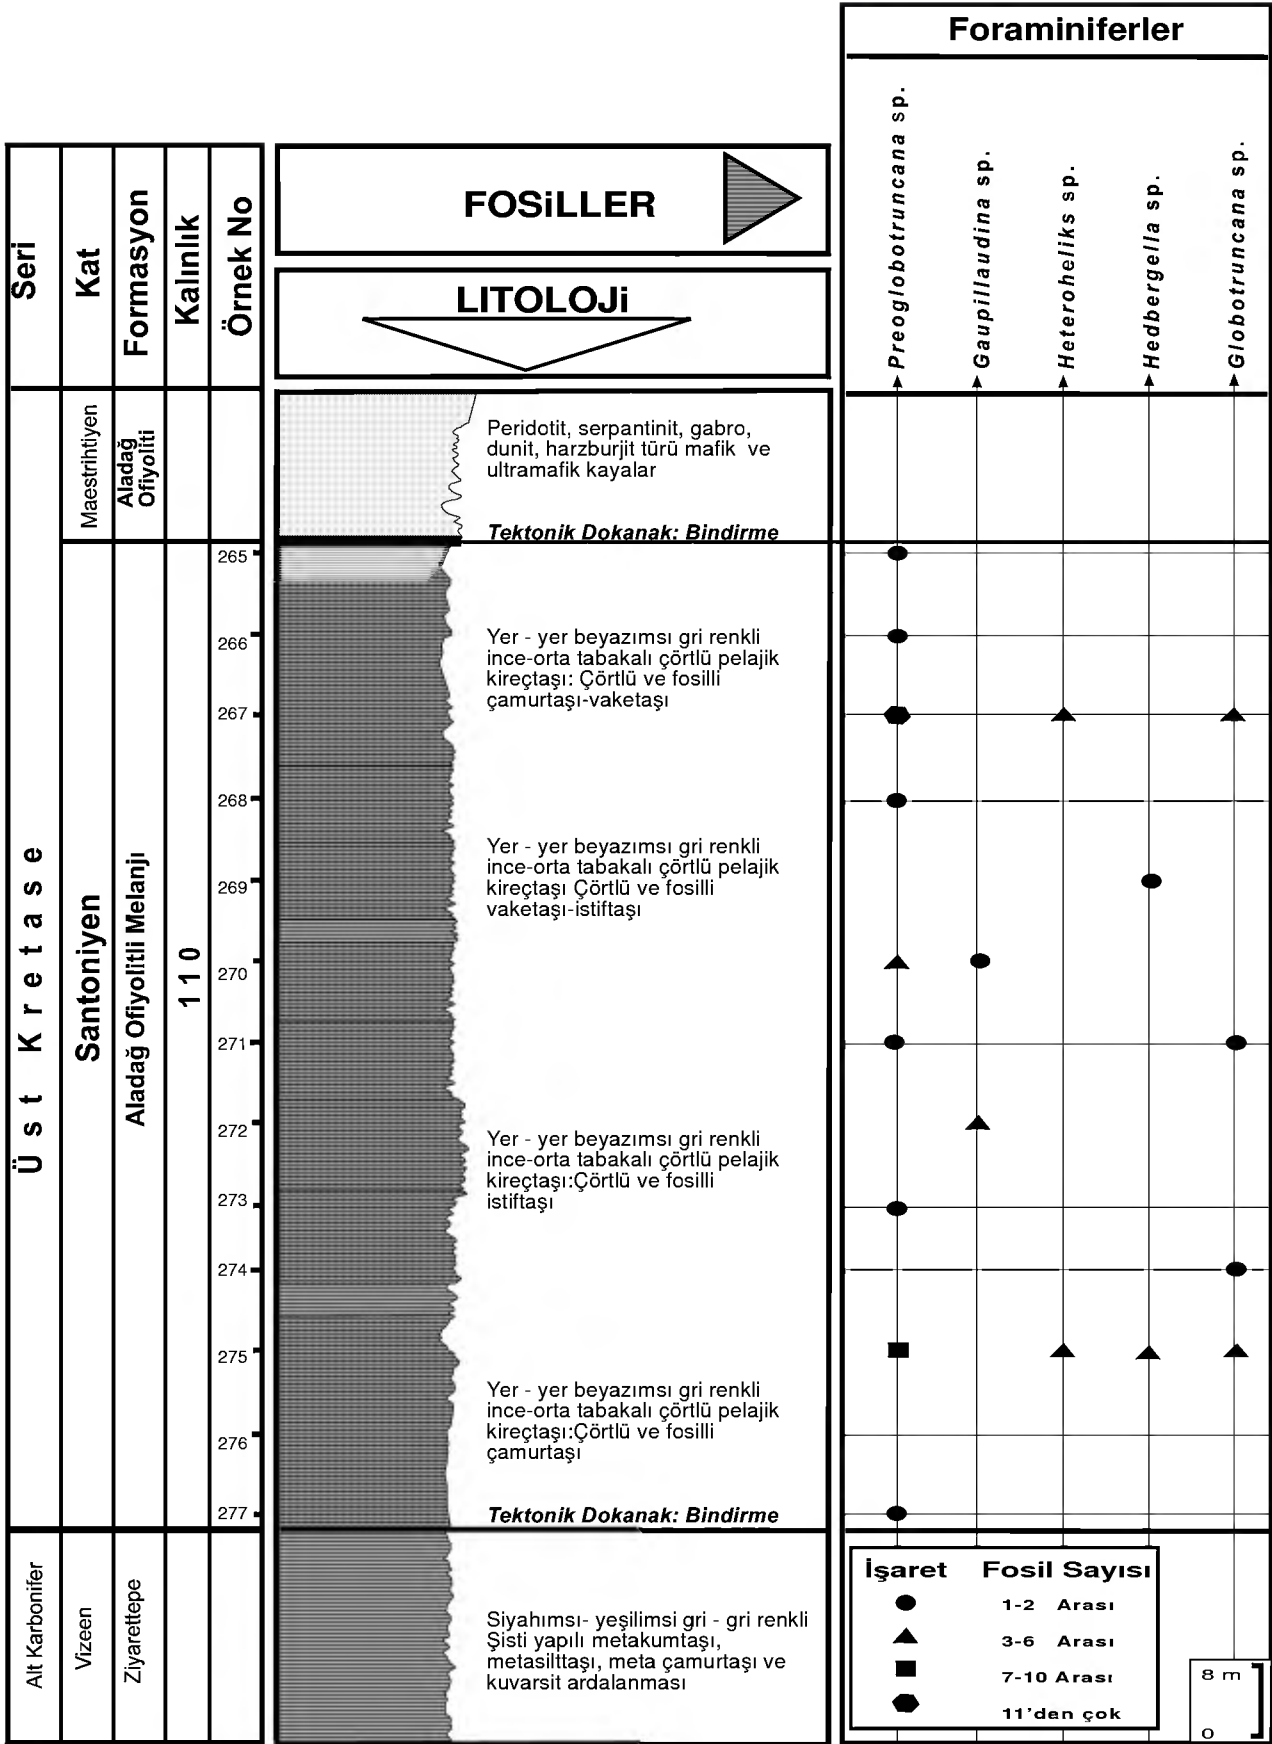 Foraminiferler
Preoglobotruncana sp.
Gaupillaudina sp.
Heteroheliks sp.
Hedbergella sp.
Globotruncana sp.
Seri
Kat
Formasyon
Kalınlık
Örnek No
FOSiLLER
LITOLOJi
Üst Kretase
Maestrihtiyen
Aladağ
Ofiyoliti
Peridotit, serpantinit, gabro,
dunit, harzburjit türü mafik ve
ultramafik kayalar
Tektonik Dokanak: Bindirme
Santoniyen
Aladağ Ofiyolitli Melanjı
110
265
266
267
268
269
270
271
272
273
274
275
276
277
Yer - yer beyazımsı gri renkli
ince-orta tabakalı çörtlü pelajik
kireçtaşı: Çörtlü ve fosilli
çamurtaşı-vaketaşı
Yer - yer beyazımsı gri renkli
ince-orta tabakalı çörtlü pelajik
kireçtaşı Çörtlü ve fosilli
vaketaşı-istiftaşı
Yer - yer beyazımsı gri renkli
ince-orta tabakalı çörtlü pelajik
kireçtaşı:Çörtlü ve fosilli
istiftaşı
Yer - yer beyazımsı gri renkli
ince-orta tabakalı çörtlü pelajik
kireçtaşı:Çörtlü ve fosilli
çamurtaşı
Tektonik Dokanak: Bindirme
Alt Karbonifer
Vizeen
Ziyarettepe
Siyahımsı- yeşilimsi gri - gri renkli
Şisti yapılı metakumtaşı,
metasilttaşı, meta çamurtaşı ve
kuvarsit ardalanması
İşaret Fosil Sayısı
1-2 Arası
3-6 Arası
7-10 Arası
11'den çok
8 m
0